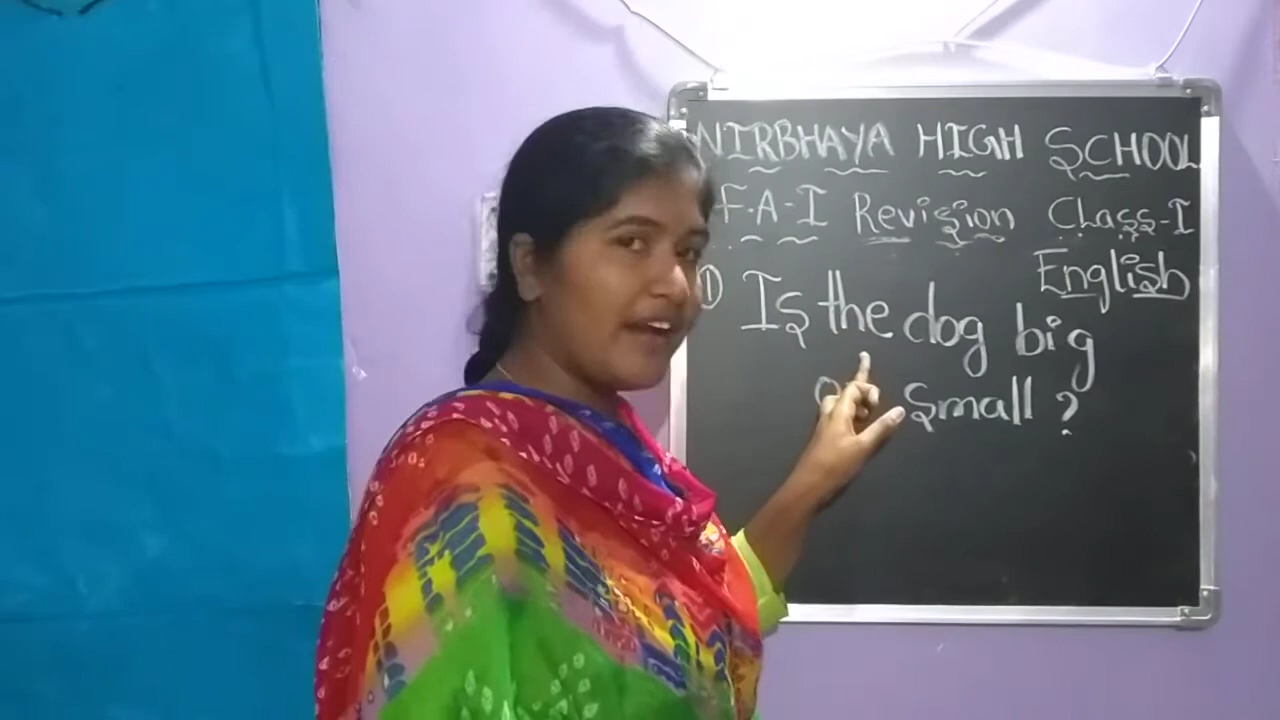 NIRBHAYA HIGH SCHOOL
F.A-I Revision Class-I
English
1) Is the dog big
small?